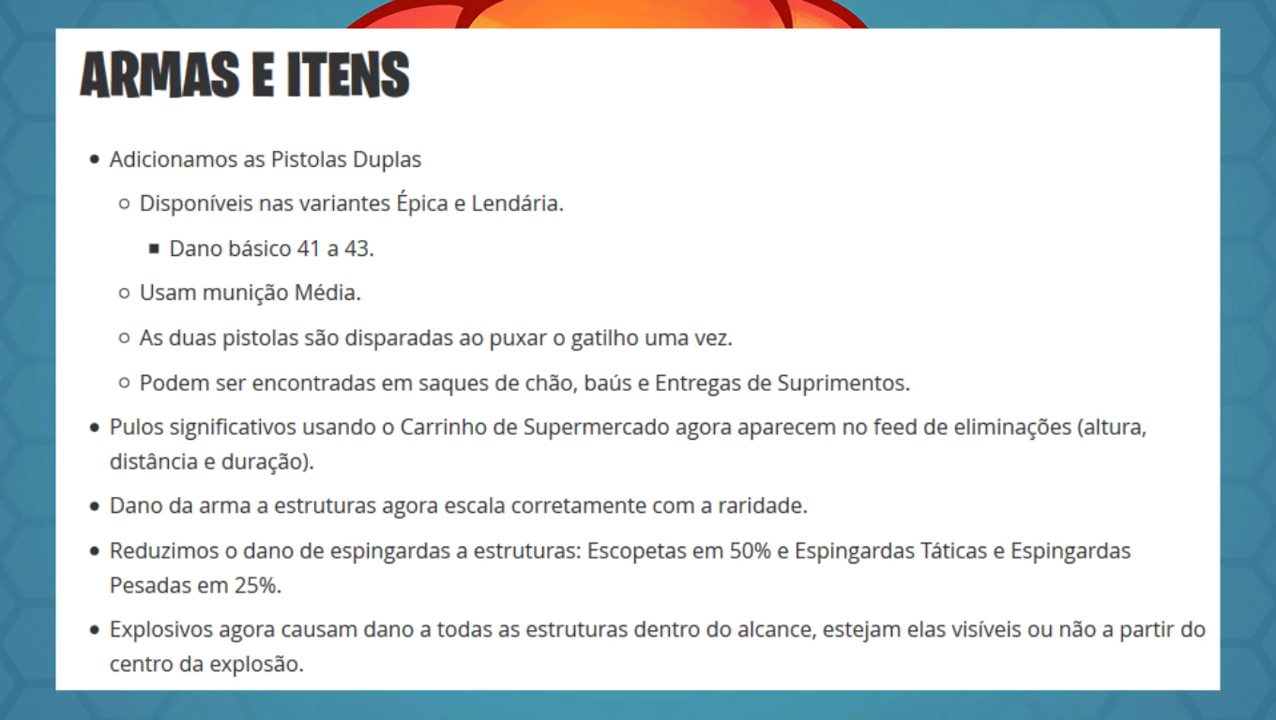 ARMAS E ITENS
Adicionamos as Pistolas Duplas
Disponíveis nas variantes Épica e Lendária.
Dano básico 41 a 43.
Usam munição Média.
As duas pistolas são disparadas ao puxar o gatilho uma vez.
Podem ser encontradas em saques de chão, baús e Entregas de Suprimentos.
Pulos significativos usando o Carrinho de Supermercado agora aparecem no feed de eliminações (altura,
distância e duração).
Dano da arma a estruturas agora escala corretamente com a raridade.
Reduzimos o dano de espingardas a estruturas: Escopetas em 50% e Espingardas Táticas e Espingardas
Pesadas em 25%.
Explosivos agora causam dano a todas as estruturas dentro do alcance, estejam elas visíveis ou não a partir do
centro da explosão.